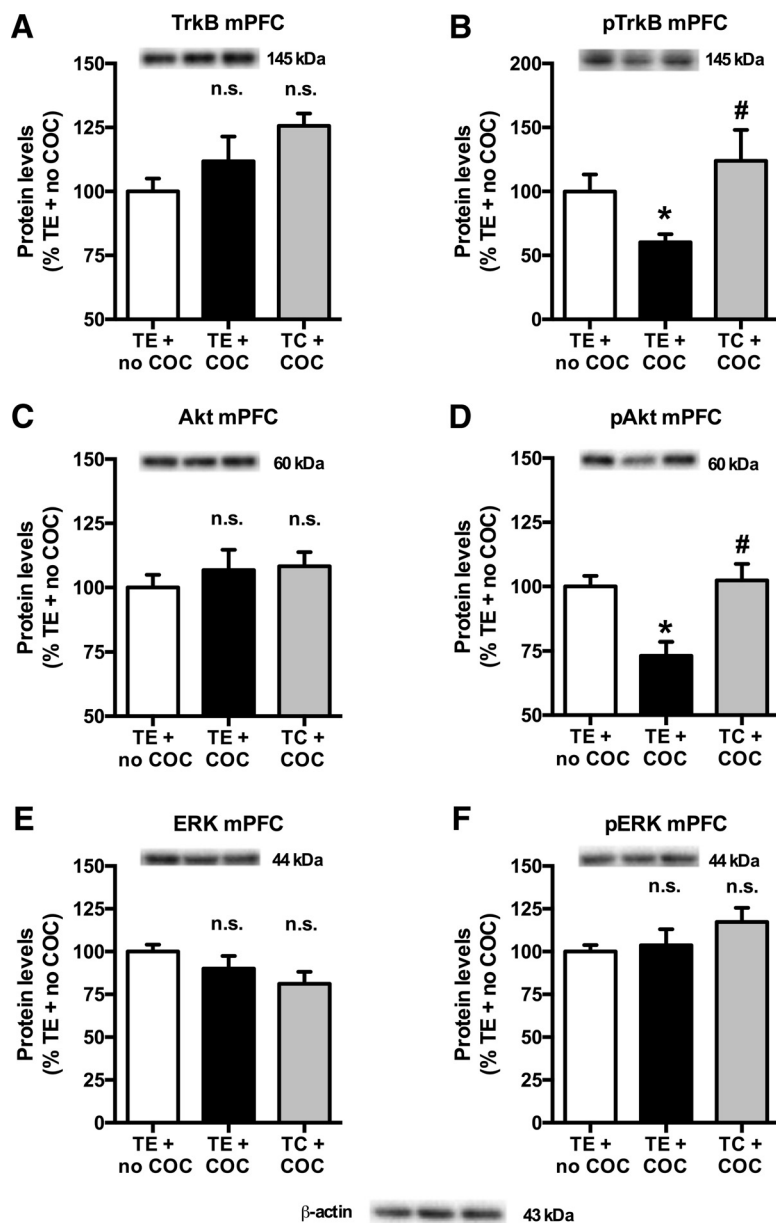 A
TrkB mPFC
150
125
100
75
50
Protein levels
(% TE + no COC)
145 kDa
n.s.
n.s.
TE +
no COC
TE +
COC
TC +
COC
B
pTrkB mPFC
200
150
100
50
0
Protein levels
(% TE + no COC)
145 kDa
*
#
TE +
no COC
TE +
COC
TC +
COC
C
Akt mPFC
150
125
100
75
50
Protein levels
(% TE + no COC)
60 kDa
n.s.
n.s.
TE +
no COC
TE +
COC
TC +
COC
D
pAkt mPFC
150
125
100
75
50
Protein levels
(% TE + no COC)
60 kDa
*
#
TE +
no COC
TE +
COC
TC +
COC
E
ERK mPFC
150
125
100
75
50
25
0
Protein levels
(% TE + no COC)
44 kDa
n.s.
n.s.
TE +
no COC
TE +
COC
TC +
COC
F
pERK mPFC
150
125
100
75
50
25
0
Protein levels
(% TE + no COC)
44 kDa
n.s.
n.s.
TE +
no COC
TE +
COC
TC +
COC
β-actin
43 kDa